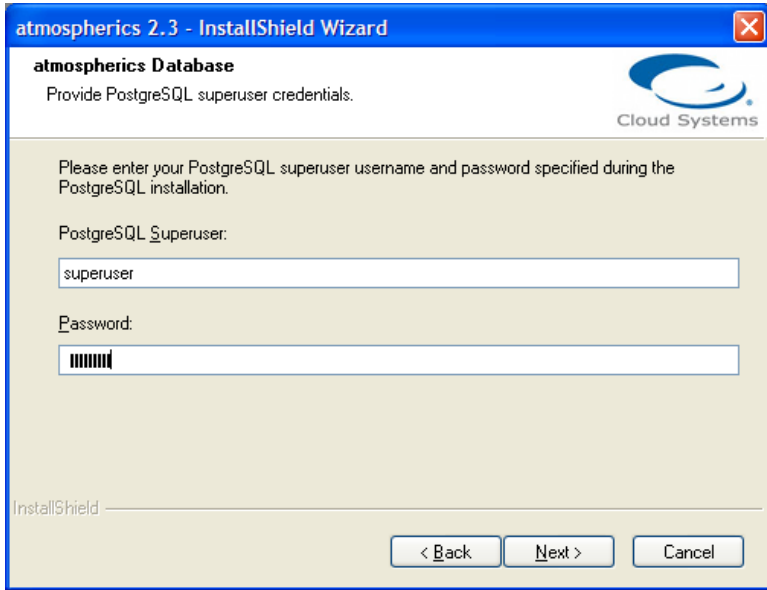 atmospherics 2.3 - InstallShield Wizard
atmospherics Database
Provide PostgreSQL superuser credentials.
Cloud Systems
Please enter your PostgreSQL superuser username and password specified during the
PostgreSQL installation.
PostgreSQL Superuser:
superuser
Password:
InstallShield
< Back
Next >
Cancel